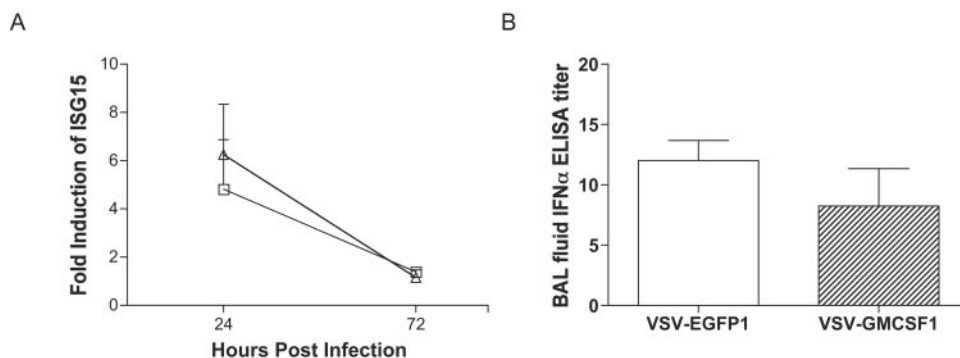 A
Fold Induction of ISG15
10
8
6
4
2
0
24
72
Hours Post Infection
B
BAL fluid IFNα ELISA titer
20
15
10
5
0
VSV-EGFP1
VSV-GMCSF1